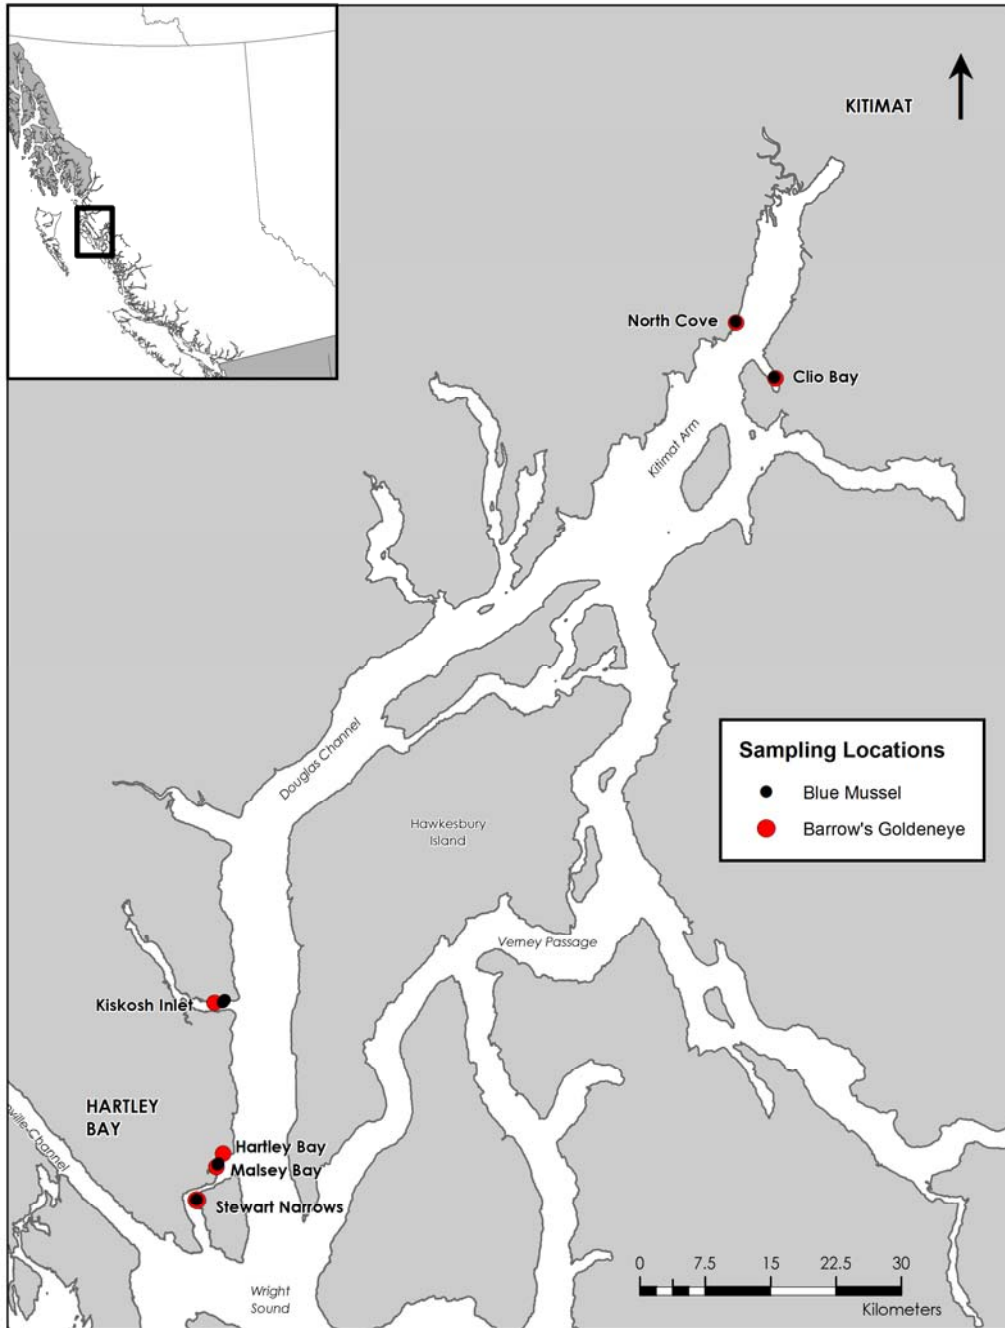 KITIMAT
North Cove
Clio Bay
Kitimat Arm
Douglas Channel
Sampling Locations
Blue Mussel
Barrow's Goldeneye
Hawkesbury
Island
Verney Passage
Kiskosh Inlet
HARTLEY
BAY
Hartley Bay
Malsey Bay
Stewart Narrows
Channel
Wright
Sound
0 7.5 15 22.5 30
Kilometers